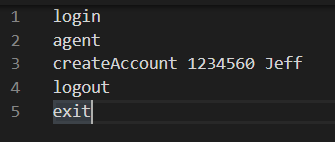 1 login
2 agent
3 createAccount 1234560 Jeff
4 logout
5 exit